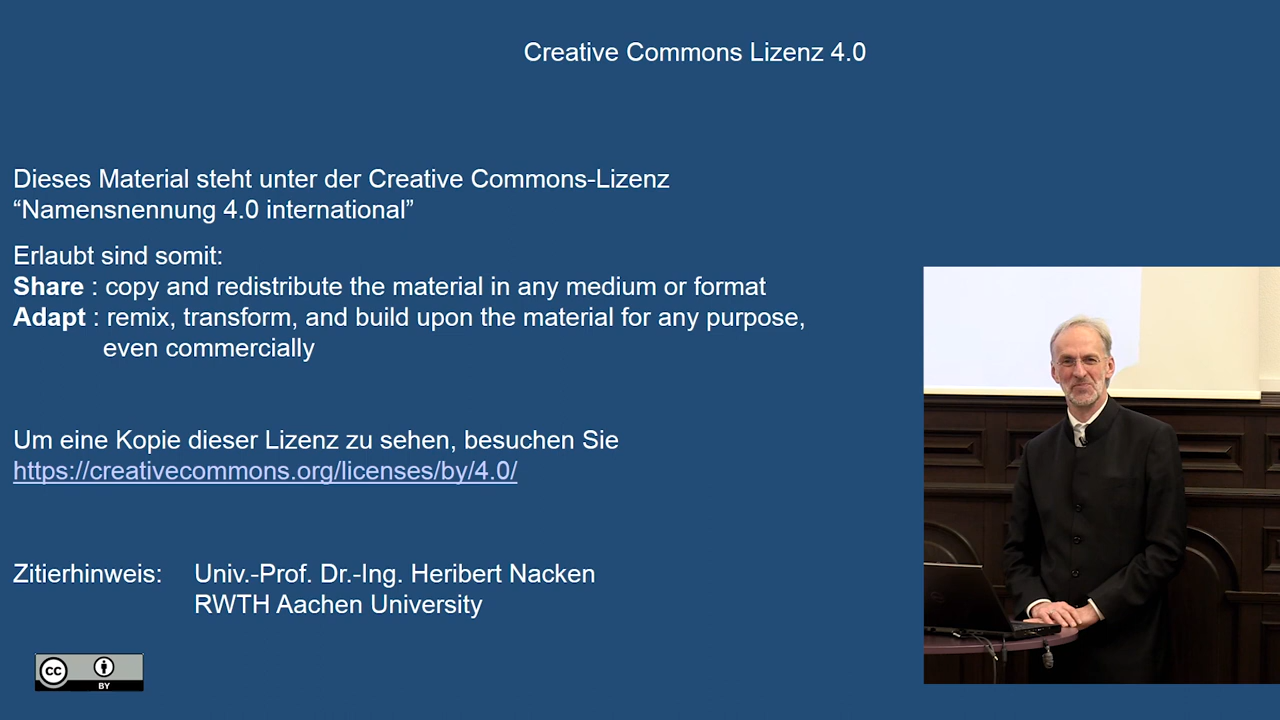 Creative Commons Lizenz 4.0
Dieses Material steht unter der Creative Commons-Lizenz
“Namensnennung 4.0 international”
Erlaubt sind somit:
Share : copy and redistribute the material in any medium or format
Adapt : remix, transform, and build upon the material for any purpose,
even commercially
Um eine Kopie dieser Lizenz zu sehen, besuchen Sie
https://creativecommons.org/licenses/by/4.0/
Zitierhinweis: Univ.-Prof. Dr.-Ing. Heribert Nacken
RWTH Aachen University
cc
BY